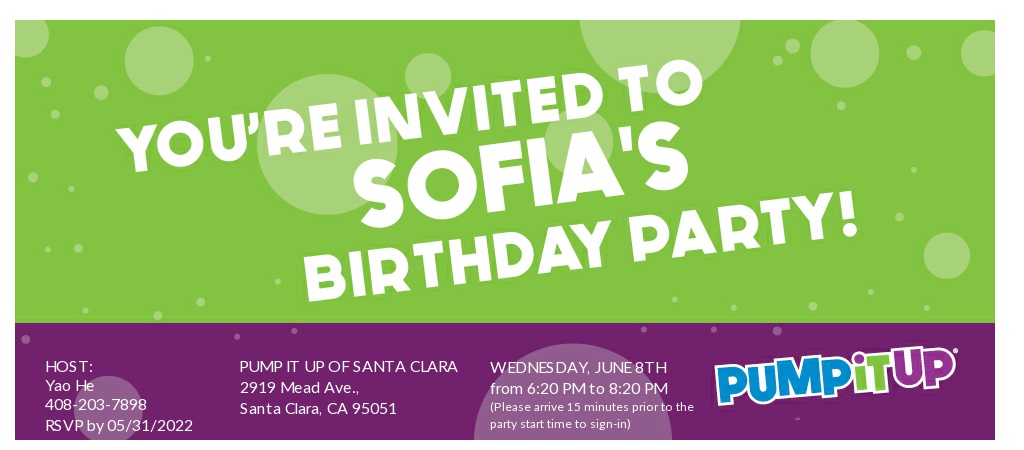 YOU'RE INVITED TO
SOFIA'S
BIRTHDAY PARTY!
HOST:
Yao He
408-203-7898
RSVP by 05/31/2022
PUMP IT UP OF SANTA CLARA
2919 Mead Ave.,
Santa Clara, CA 95051
WEDNESDAY, JUNE 8TH
from 6:20 PM to 8:20 PM
(Please arrive 15 minutes prior to the
party start time to sign-in)
PUMPiTUP®